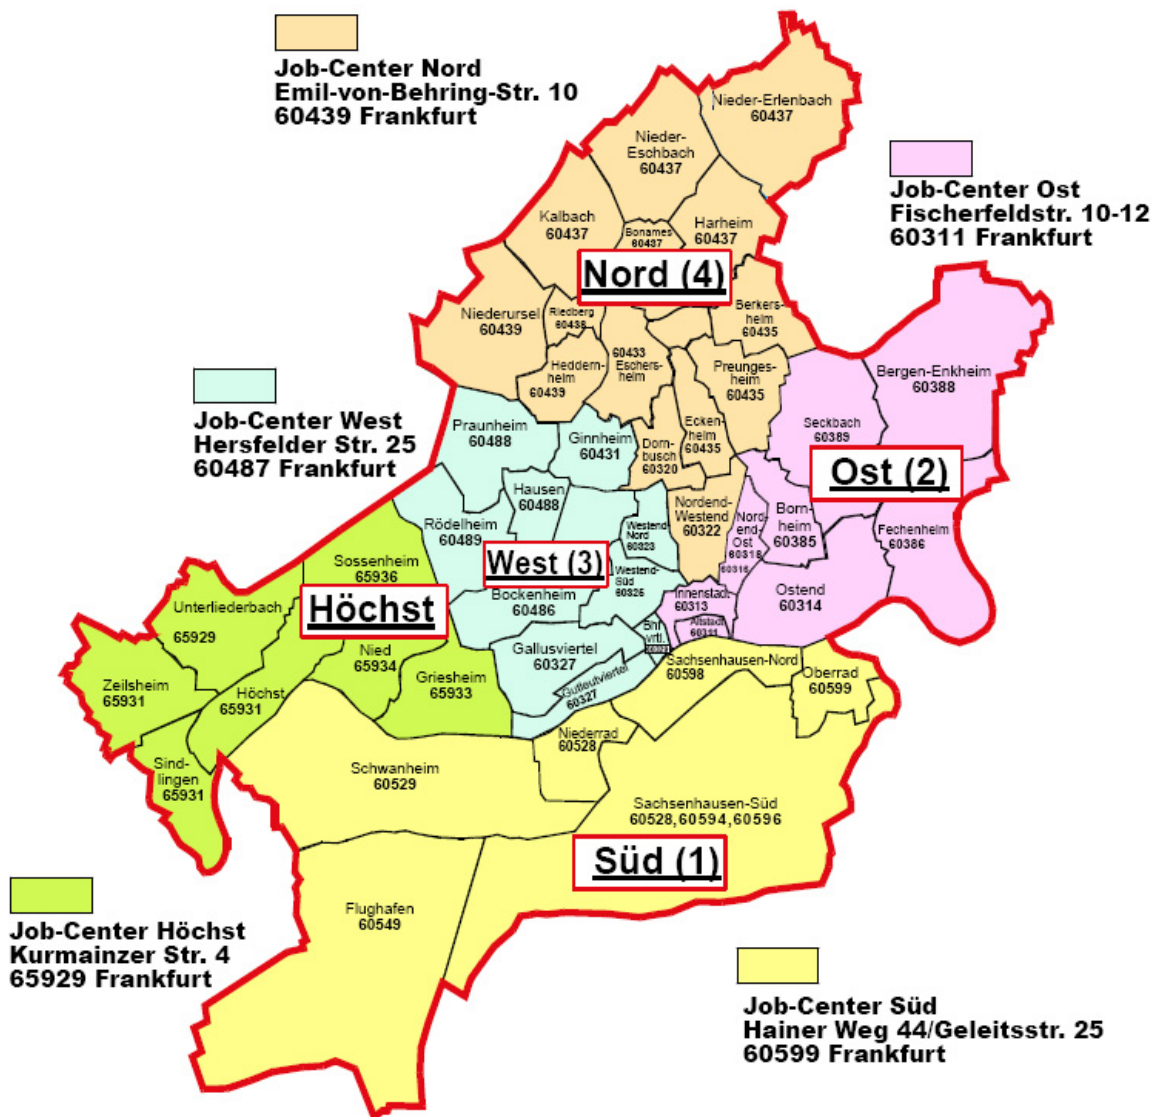 Job-Center Nord
Emil-von-Behring-Str. 10
60439 Frankfurt
Nieder-Erlenbach
60437
Nieder-
Eschbach
60437
Job-Center Ost
Fischerfeldstr. 10-12
60311 Frankfurt
Kalbach
60437
Bonames
60437
Harheim
60437
Nord (4)
Niederursel
60439
Riedberg
60438
Berkers-
heim
60435
Heddern-
heim
60439
60433
Eschers-
heim
Preunges-
heim
60435
Bergen-Enkheim
60388
Job-Center West
Hersfelder Str. 25
60487 Frankfurt
Praunheim
60488
Ginnheim
60431
Dorn-
busch
60320
Ecken-
heim
60435
Seckbach
60389
Ost (2)
Hausen
60488
Rödelheim
60489
Westend-
Nord
60323
Nordend-
Westend
60322
Nord-
end-
Ost
60318
60316
Born-
heim
60385
Fechenheim
60386
West (3)
Sossenheim
65936
Westend-
Süd
60325
Bockenheim
60486
Innenstadt
60313
Ostend
60314
Höchst
Unterliederbach
65929
Altstadt
60311
Bhf
vrtl.
Gallusviertel
60327
Gutleutviertel
60327
Nied
65934
Griesheim
65933
Sachsenhausen-Nord
60598
Oberrad
60599
Zeilsheim
65931
Höchst
65931
Niederrad
60528
Sind-
lingen
65931
Schwanheim
60529
Sachsenhausen-Süd
60528,60594,60596
Süd (1)
Flughafen
60549
Job-Center Höchst
Kurmainzer Str. 4
65929 Frankfurt
Job-Center Süd
Hainer Weg 44/Geleitsstr. 25
60599 Frankfurt